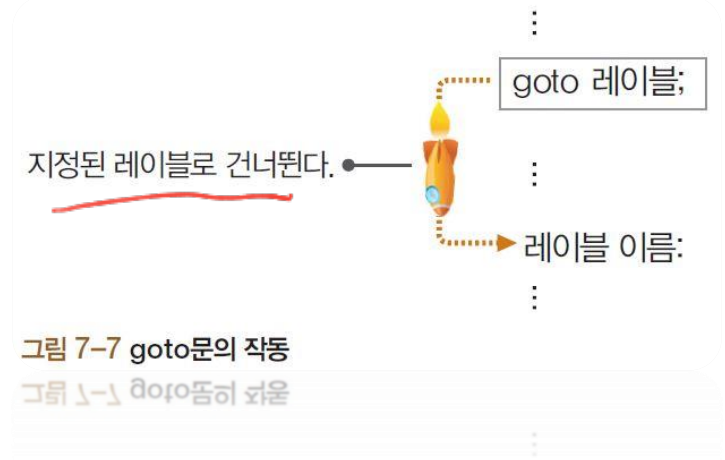 goto 레이블;
지정된 레이블로 건너뛴다.
레이블 이름:
그림 7-7 goto문의 작동